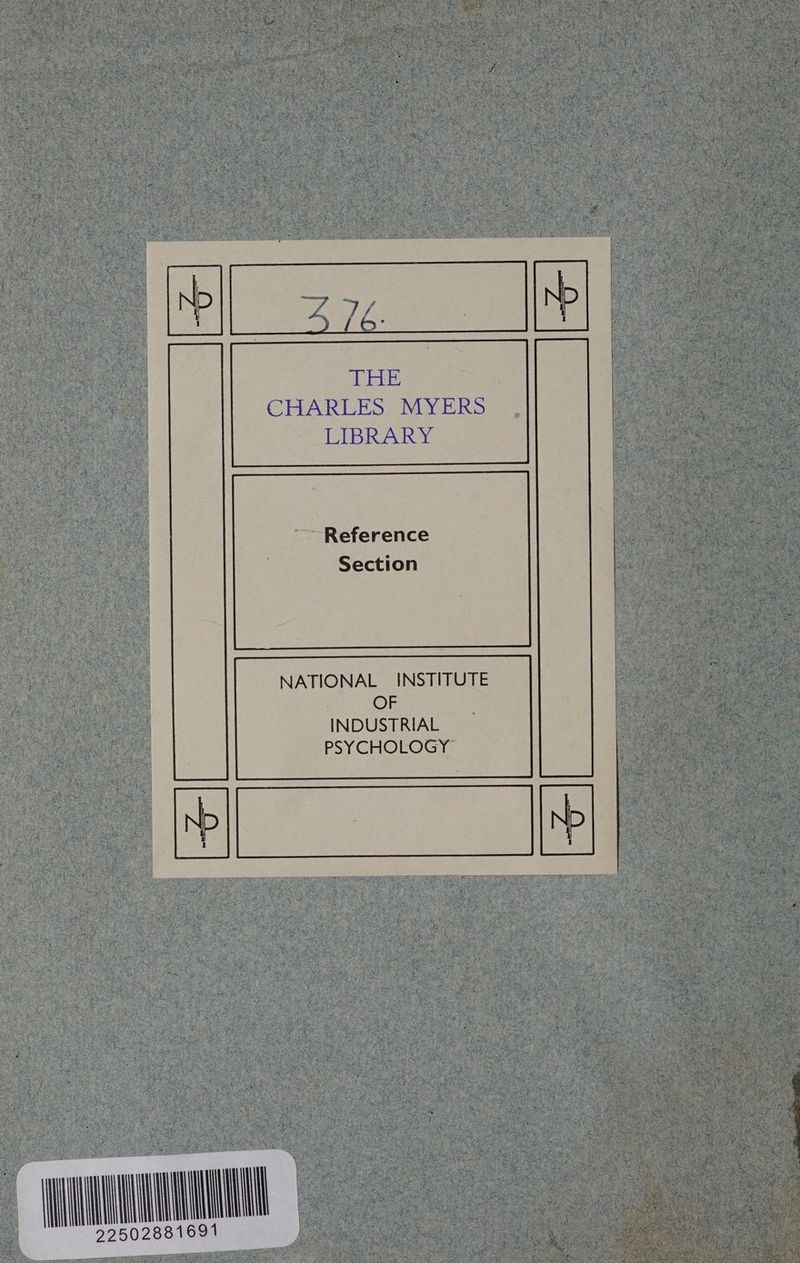 376.
THE
CHARLES MYERS
LIBRARY
Reference
Section
NATIONAL INSTITUTE
OF
INDUSTRIAL
PSYCHOLOGY
22502881691